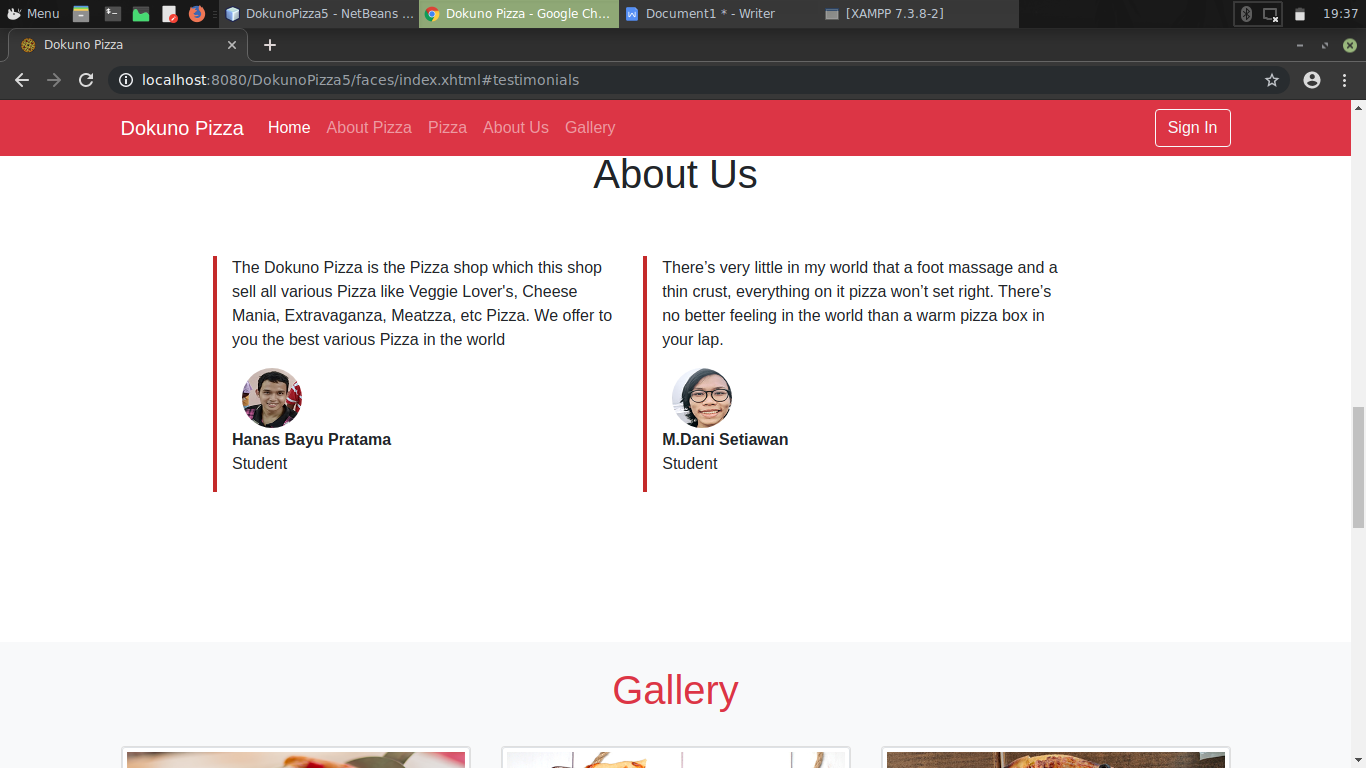 Menu DokunoPizza5 - NetBeans ... Dokuno Pizza - Google Ch... Document1 * - Writer [XAMPP 7.3.8-2] 19:37
Dokuno Pizza
localhost:8080/DokunoPizza5/faces/index.xhtml#testimonials
Dokuno Pizza Home About Pizza Pizza About Us Gallery Sign In
About Us
The Dokuno Pizza is the Pizza shop which this shop
sell all various Pizza like Veggie Lover's, Cheese
Mania, Extravaganza, Meatzza, etc Pizza. We offer to
you the best various Pizza in the world
Hanas Bayu Pratama
Student
There’s very little in my world that a foot massage and a
thin crust, everything on it pizza won’t set right. There’s
no better feeling in the world than a warm pizza box in
your lap.
M.Dani Setiawan
Student
Gallery